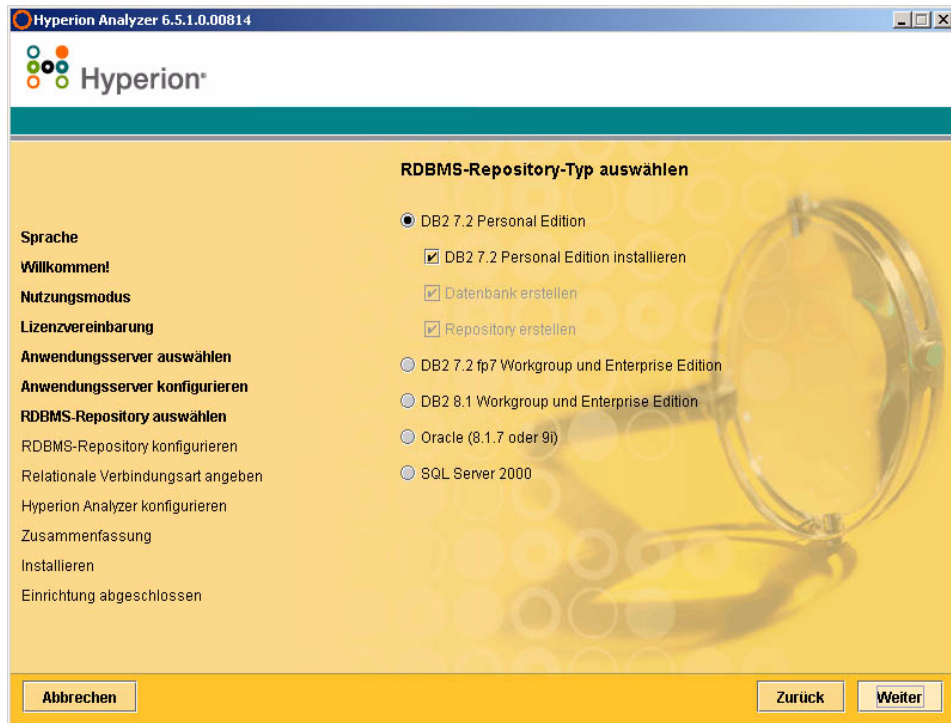 Hyperion Analyzer 6.5.1.0.00814
Hyperion®
RDBMS-Repository-Typ auswählen
DB2 7.2 Personal Edition
DB2 7.2 Personal Edition installieren
Datenbank erstellen
Repository erstellen
DB2 7.2 fp7 Workgroup und Enterprise Edition
DB2 8.1 Workgroup und Enterprise Edition
Oracle (8.1.7 oder 9i)
SQL Server 2000
Sprache
Willkommen!
Nutzungsmodus
Lizenzvereinbarung
Anwendungsserver auswählen
Anwendungsserver konfigurieren
RDBMS-Repository auswählen
RDBMS-Repository konfigurieren
Relationale Verbindungsart angeben
Hyperion Analyzer konfigurieren
Zusammenfassung
Installieren
Einrichtung abgeschlossen
Abbrechen
Zurück
Weiter